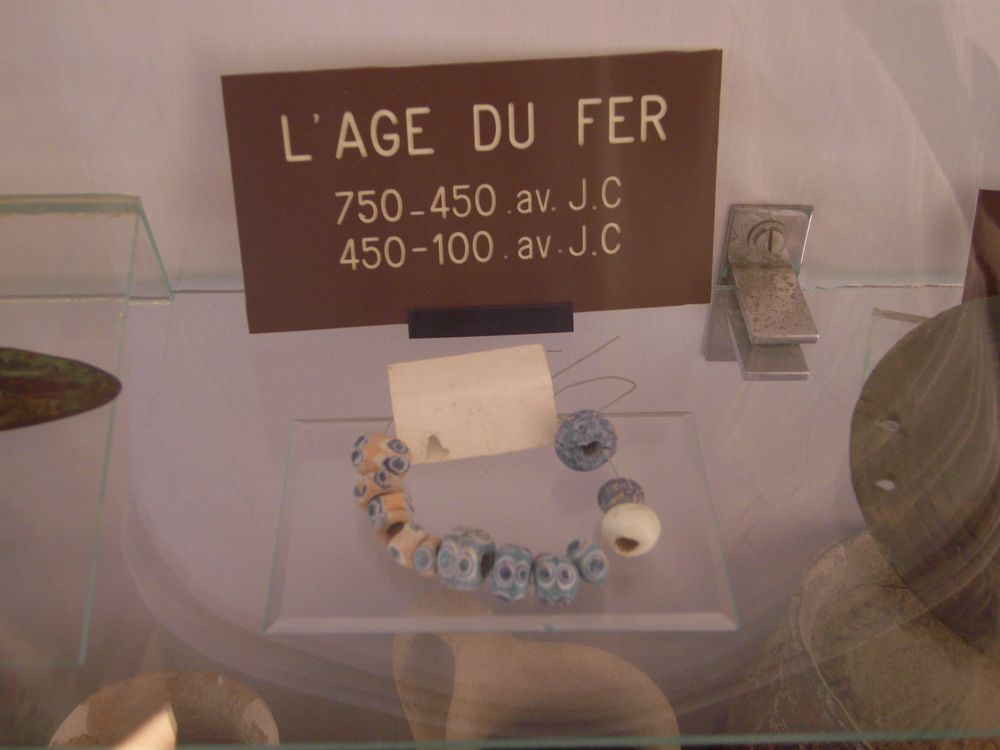 L'AGE DU FER
750-450 .av. J.C
450-100 .av. J.C